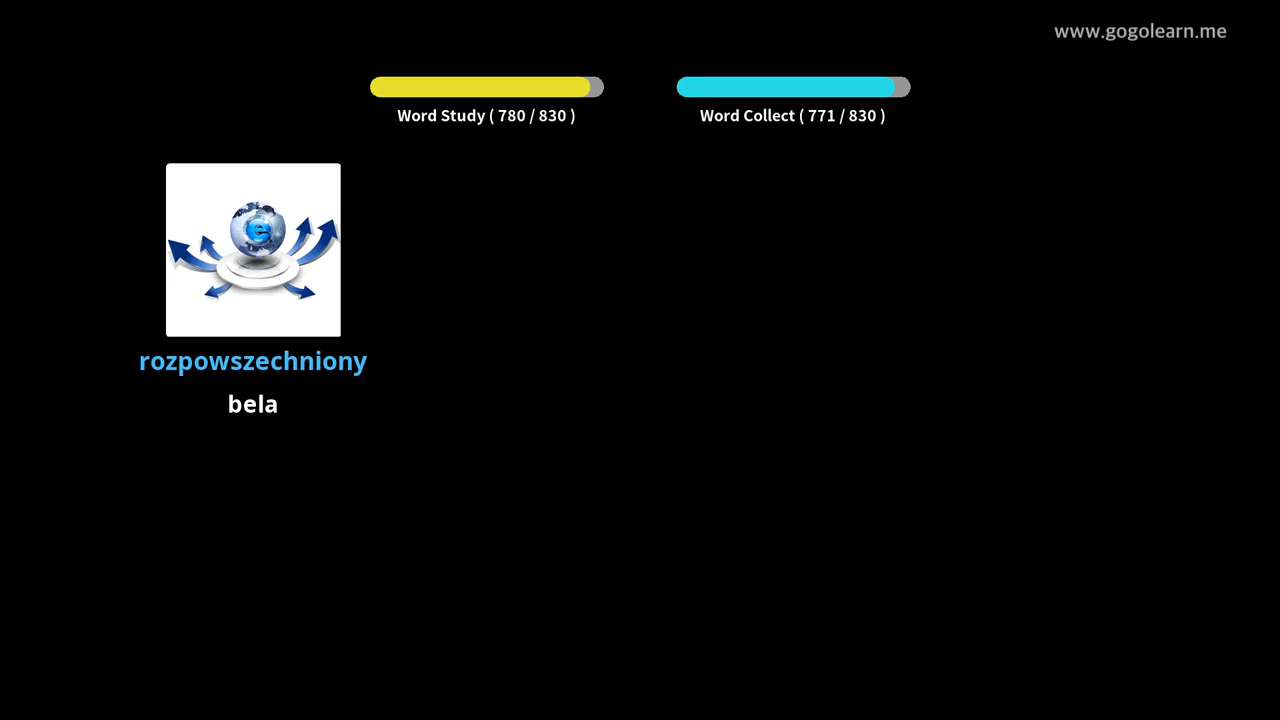 www.gogolearn.me
Word Study ( 780 / 830 )
Word Collect ( 771 / 830 )
e
rozpowszechniony
bela